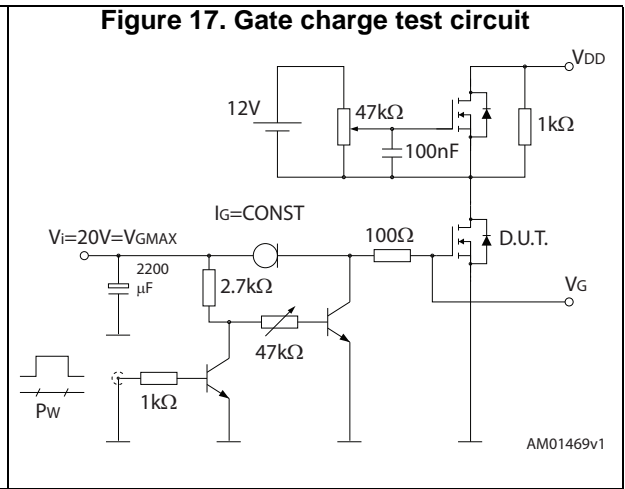 Figure 17. Gate charge test circuit
VDD
12V
47kΩ
1kΩ
100nF
IG=CONST
Vi=20V=VGMAX
100Ω
D.U.T.
2200
μF
2.7kΩ
VG
47kΩ
1kΩ
PW
AM01469v1